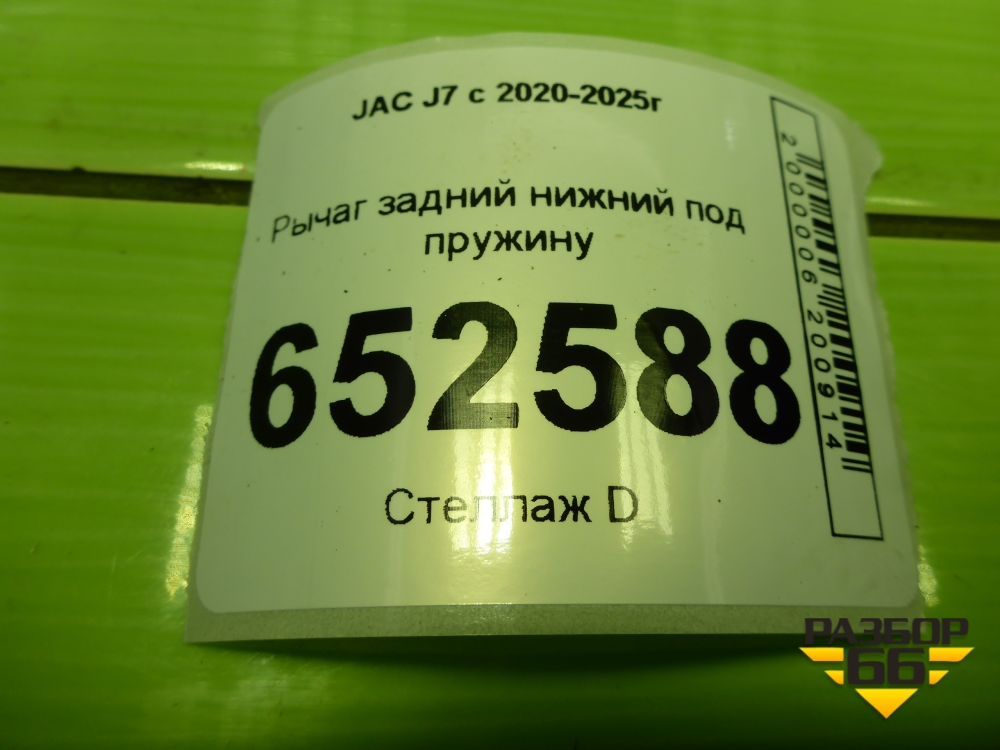 JAC J7 с 2020-2025г
Рычаг задний нижний под
пружину
652588
Стеллаж D
2000006200914
РАЗБОР
66